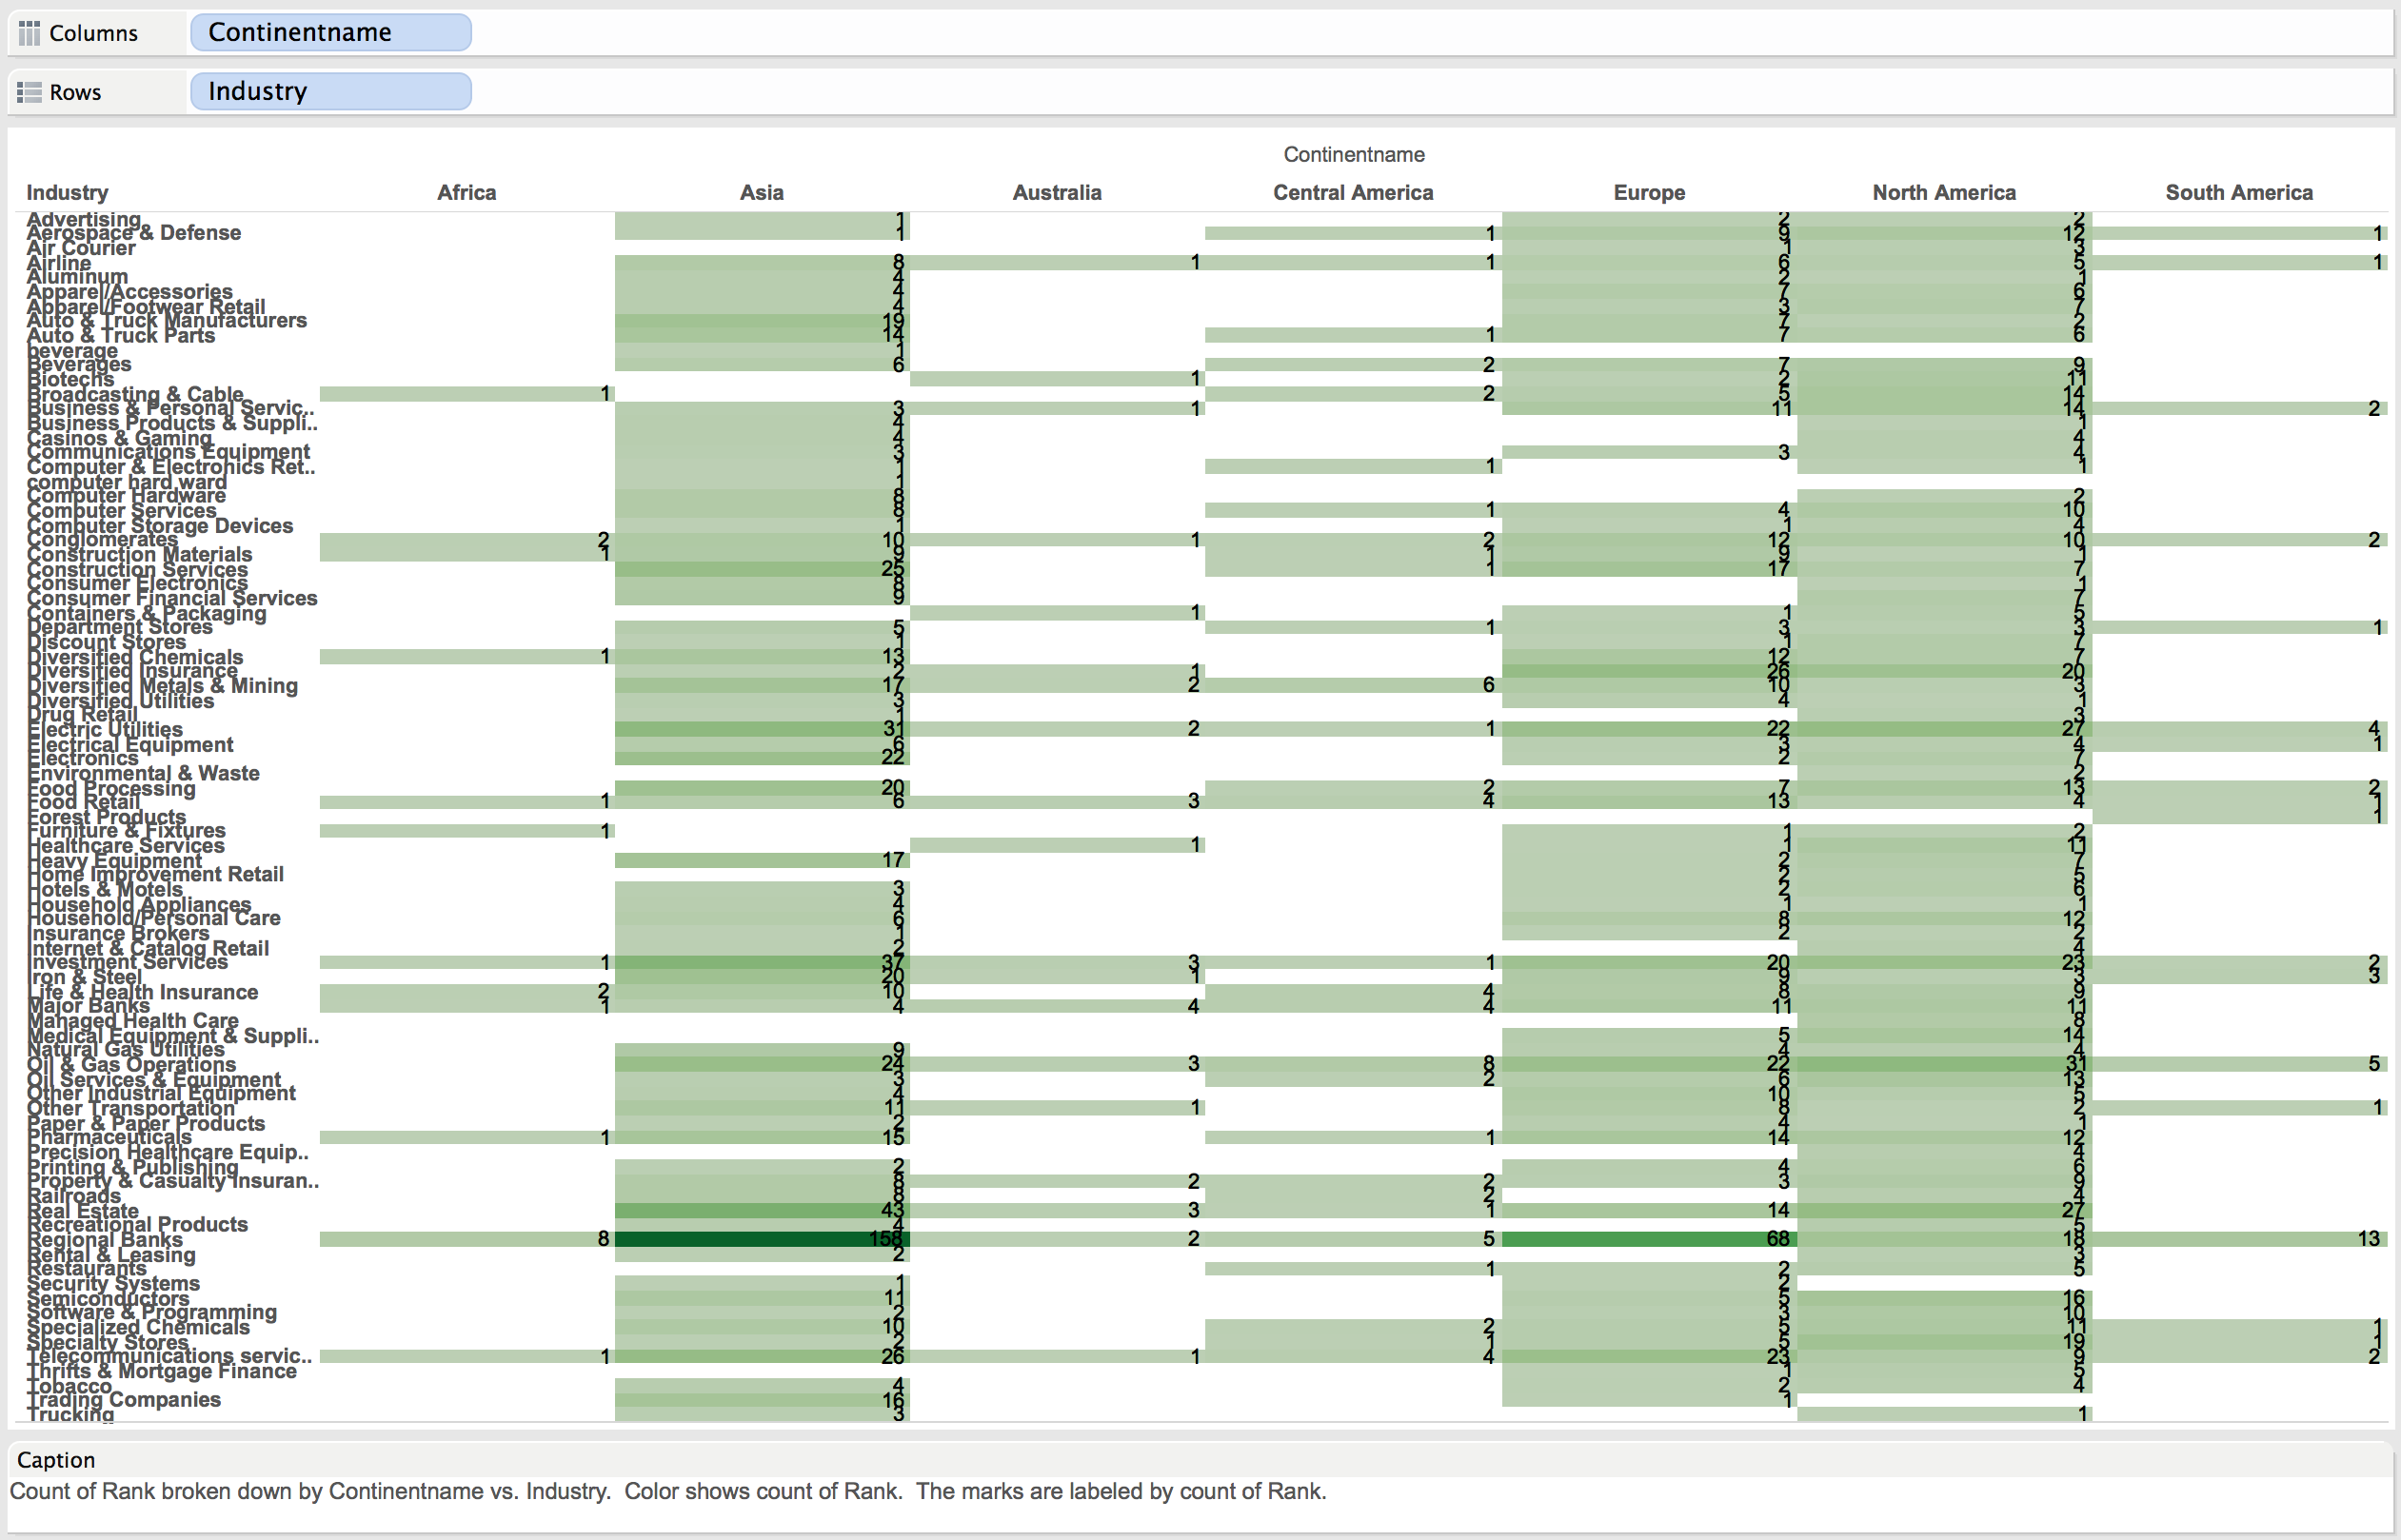 Columns Continentname
Rows Industry
Continentname
Industry Africa Asia Australia Central America Europe North America South America
Advertising 1 2 2
Aerospace & Defense 1 1 9 12 1
Air Courier 1 3
Airline 8 1 1 6 5 1
Aluminum 4 2 1
Apparel/Accessories 4 7 6
Apparel/Footwear Retail 4 3 7
Auto & Truck Manufacturers 19 7 2
Auto & Truck Parts 14 1 7 6
beverage 1
Beverages 6 2 7 9
Biotechs 1 2 11
Broadcasting & Cable 1 2 5 14
Business & Personal Servic.. 3 1 11 14 2
Business Products & Suppli.. 4 1
Casinos & Gaming 4 4
Communications Equipment 3 3 4
Computer & Electronics Ret.. 1 1 1
computer hard ward 1
Computer Hardware 8 2
Computer Services 8 1 4 10
Computer Storage Devices 1 1 4
Conglomerates 2 10 1 2 12 10 2
Construction Materials 1 9 1 9 1
Construction Services 25 1 17 7
Consumer Electronics 8 1
Consumer Financial Services 9 7
Containers & Packaging 1 1 5
Department Stores 5 1 3 3 1
Discount Stores 1 1 7
Diversified Chemicals 1 13 12 7
Diversified Insurance 2 1 26 20
Diversified Metals & Mining 17 2 6 10 3
Diversified Utilities 3 4 1
Drug Retail 1 3
Electric Utilities 31 2 1 22 27 4
Electrical Equipment 6 3 4 1
Electronics 22 2 7
Environmental & Waste 2
Food Processing 20 2 7 13 2
Food Retail 1 6 3 4 13 4 1
Forest Products 1
Furniture & Fixtures 1 1 2
Healthcare Services 1 1 11
Heavy Equipment 17 2 7
Home Improvement Retail 2 5
Hotels & Motels 3 2 6
Household Appliances 4 1 1
Household/Personal Care 6 8 12
Insurance Brokers 1 2 2
Internet & Catalog Retail 2 4
Investment Services 1 37 3 1 20 23 2
Iron & Steel 20 1 9 3 3
Life & Health Insurance 2 10 4 8 9
Major Banks 1 4 4 4 11 11
Managed Health Care 8
Medical Equipment & Suppli.. 5 14
Natural Gas Utilities 9 4 4
Oil & Gas Operations 24 3 8 22 31 5
Oil Services & Equipment 3 2 6 13
Other Industrial Equipment 4 10 5
Other Transportation 11 1 8 2 1
Paper & Paper Products 2 4 1
Pharmaceuticals 1 15 1 14 12
Precision Healthcare Equip.. 4
Printing & Publishing 2 4 6
Property & Casualty Insuran.. 8 2 2 3 9
Railroads 8 2 4
Real Estate 43 3 1 14 27
Recreational Products 4 5
Regional Banks 8 158 2 5 68 18 13
Rental & Leasing 2 3
Restaurants 1 2 5
Security Systems 1 2
Semiconductors 11 5 16
Software & Programming 2 3 10
Specialized Chemicals 10 2 5 11 1
Specialty Stores 2 1 5 19 1
Telecommunications servic.. 1 26 1 4 23 9 2
Thrifts & Mortgage Finance 1 5
Tobacco 4 2 4
Trading Companies 16 1
Trucking 3 1
Caption
Count of Rank broken down by Continentname vs. Industry.  Color shows count of Rank.  The marks are labeled by count of Rank.